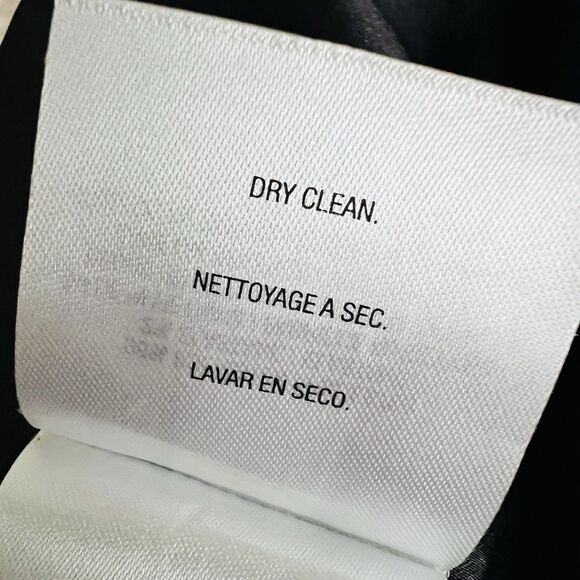 DRY CLEAN.
NETTOYAGE A SEC.
LAVAR EN SECO.